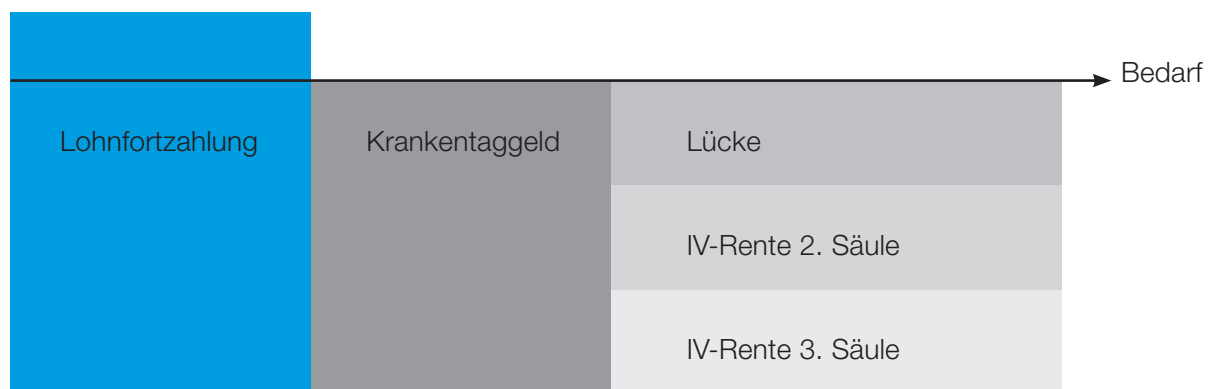 Bedarf
Lohnfortzahlung
Krankentaggeld
Lücke
IV-Rente 2. Säule
IV-Rente 3. Säule